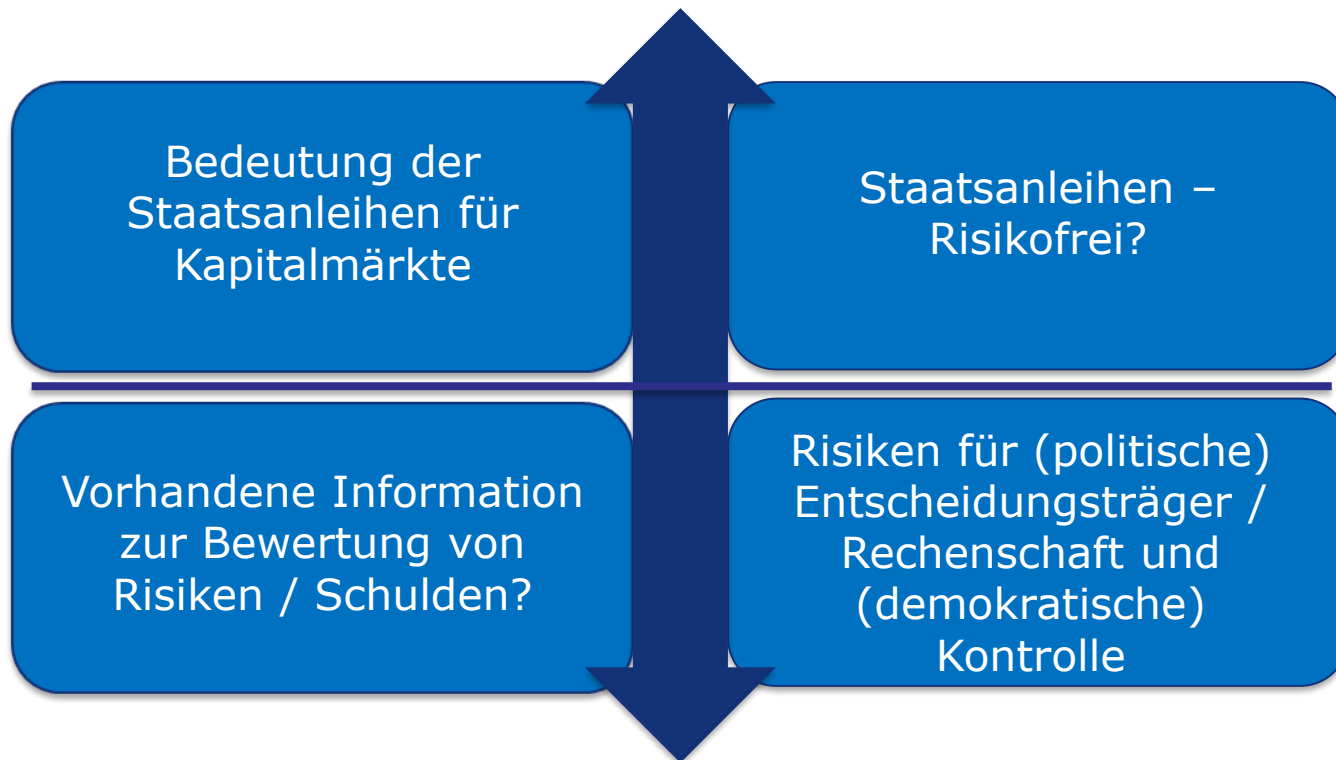 Bedeutung der
Staatsanleihen für
Kapitalmärkte
Staatsanleihen –
Risikofrei?
Vorhandene Information
zur Bewertung von
Risiken / Schulden?
Risiken für (politische)
Entscheidungsträger /
Rechenschaft und
(demokratische)
Kontrolle